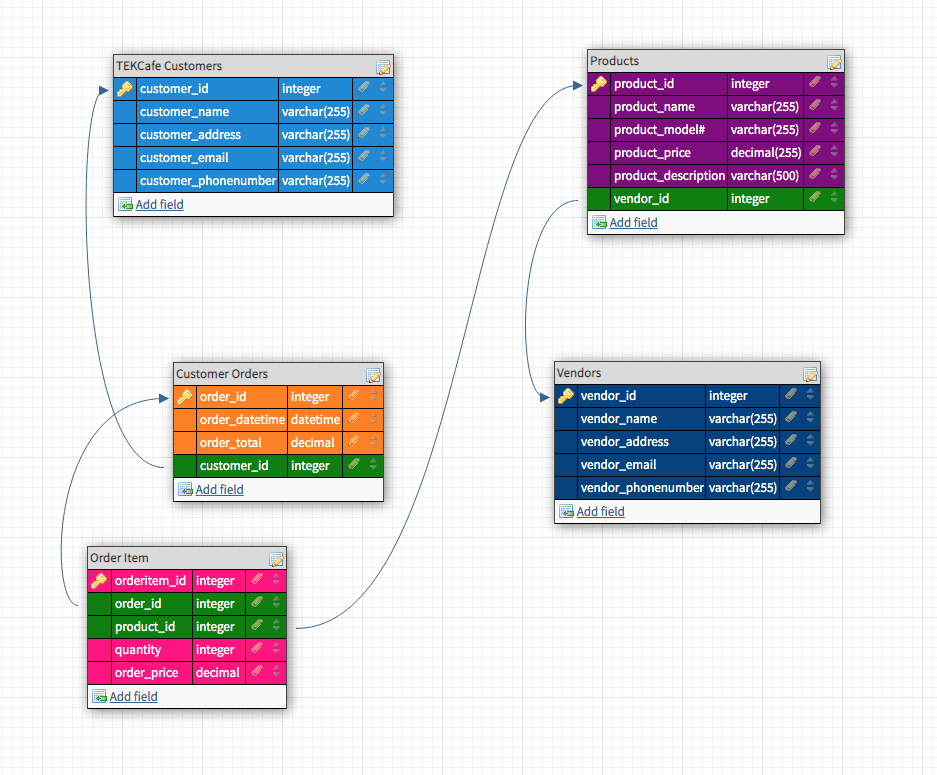 TEKCafe Customers
customer_id integer
customer_name varchar(255)
customer_address varchar(255)
customer_email varchar(255)
customer_phonenumber varchar(255)
Add field
Products
product_id integer
product_name varchar(255)
product_model# varchar(255)
product_price decimal(255)
product_description varchar(500)
vendor_id integer
Add field
Customer Orders
order_id integer
order_datetime datetime
order_total decimal
customer_id integer
Add field
Vendors
vendor_id integer
vendor_name varchar(255)
vendor_address varchar(255)
vendor_email varchar(255)
vendor_phonenumber varchar(255)
Add field
Order Item
orderitem_id integer
order_id integer
product_id integer
quantity integer
order_price decimal
Add field